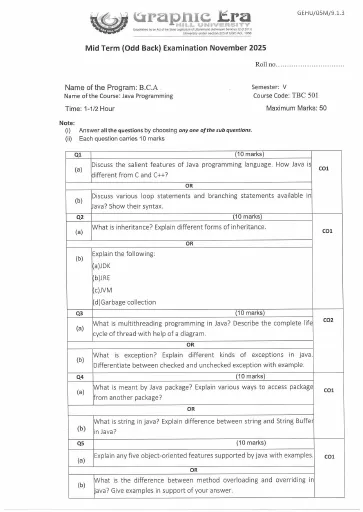 GEHU/05M/9.1.3
Graphic Era
HILL UNIVERSITY
Mid Term (Odd Back) Examination November 2025
Roll no..............................
Name of the Program: B.C.A
Semester: V
Name of the Course: Java Programming
Course Code: TBC 501
Time: 1-1/2 Hour
Maximum Marks: 50
Note:
(i) Answer all the questions by choosing any one of the sub questions.
(ii) Each question carries 10 marks
Q1 (10 marks)
(a) Discuss the salient features of Java programming language. How Java is
different from C and C++?
CO1
OR
(b) Discuss various loop statements and branching statements available in
Java? Show their syntax.
Q2 (10 marks)
(a) What is inheritance? Explain different forms of inheritance.
CO1
OR
(b) Explain the following:
(a)JDK
(b)JRE
(c)JVM
(d)Garbage collection
Q3 (10 marks)
(a) What is multithreading programming in Java? Describe the complete life
cycle of thread with help of a diagram.
CO2
OR
(b) What is exception? Explain different kinds of exceptions in java.
Differentiate between checked and unchecked exception with example.
Q4 (10 marks)
(a) What is meant by Java package? Explain various ways to access package
from another package?
CO1
OR
(b) What is string in java? Explain difference between string and String Buffer
in Java?
Q5 (10 marks)
(a) Explain any five object-oriented features supported by java with examples.
CO1
OR
(b) What is the difference between method overloading and overriding in
java? Give examples in support of your answer.